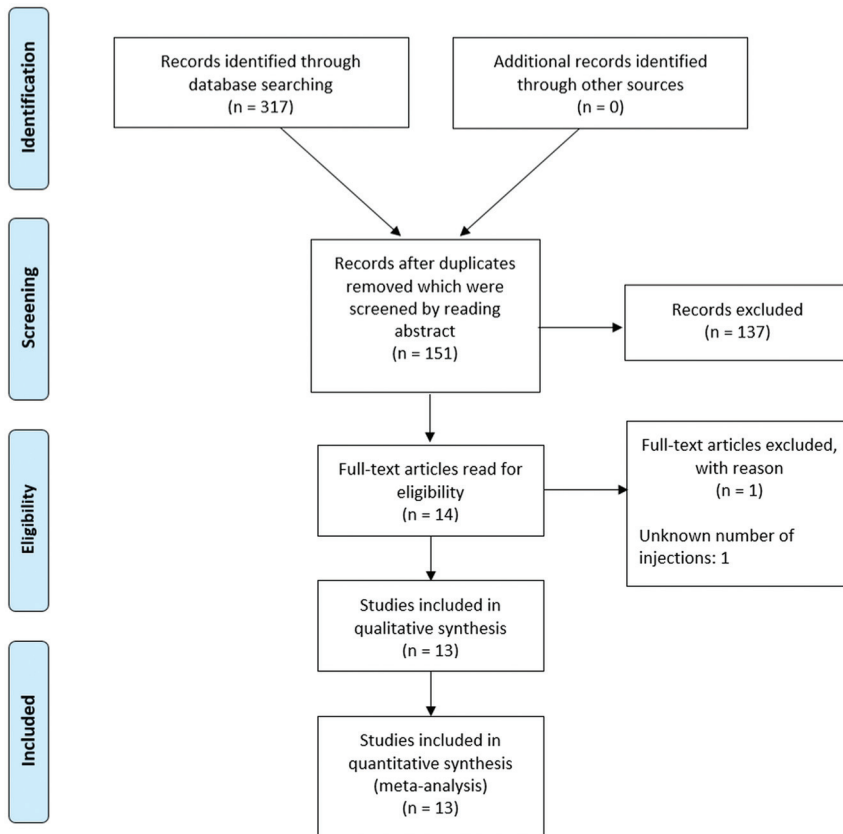 Identification
Records identified through
database searching
(n = 317)
Additional records identified
through other sources
(n = 0)
Screening
Records after duplicates
removed which were
screened by reading
abstract
(n = 151)
Records excluded
(n = 137)
Eligibility
Full-text articles read for
eligibility
(n = 14)
Full-text articles excluded,
with reason
(n = 1)
Unknown number of
injections: 1
Studies included in
qualitative synthesis
(n = 13)
Included
Studies included in
quantitative synthesis
(meta-analysis)
(n = 13)